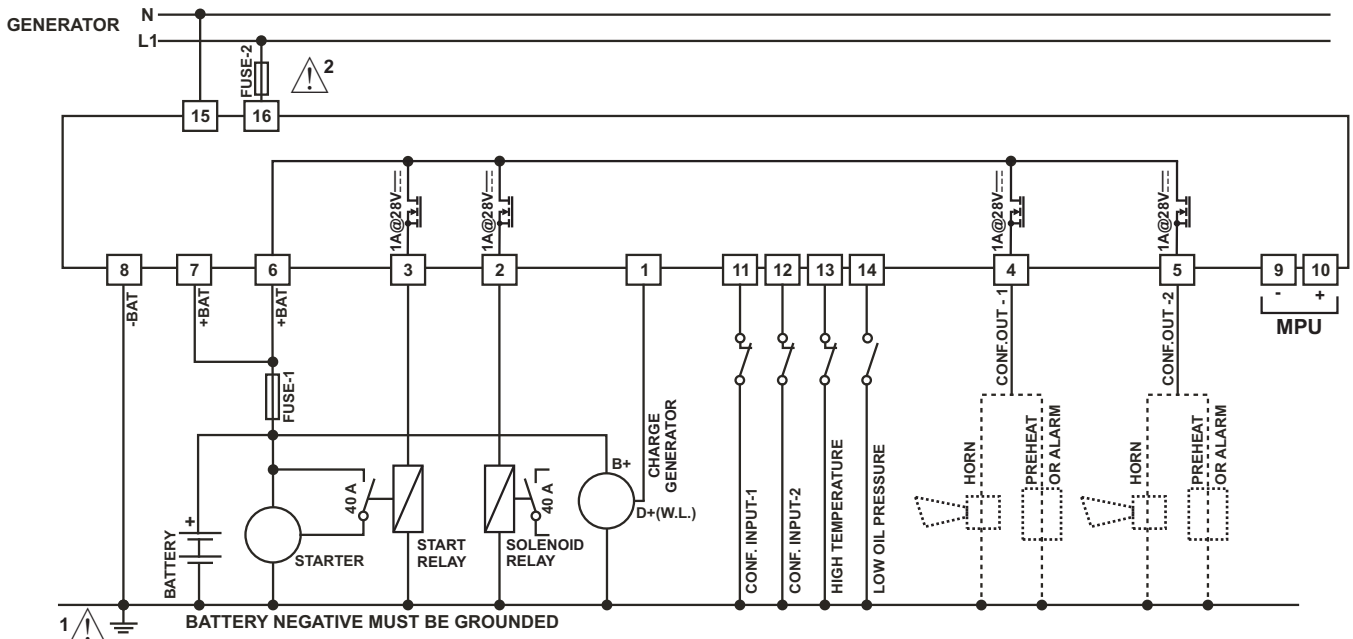 GENERATOR
N
L1
FUSE-2
2
15
16
1A@28V
1A@28V
1A@28V
1A@28V
8
7
6
3
2
1
11
12
13
14
4
5
9
10
-BAT
+BAT
+BAT
- +
MPU
FUSE-1
CONF.OUT - 1
CONF.OUT -2
CHARGE
GENERATOR
B+
D+(W.L.)
BATTERY
+
STARTER
40 A
START
RELAY
SOLENOID
RELAY
40 A
CONF. INPUT-1
CONF. INPUT-2
HIGH TEMPERATURE
LOW OIL PRESSURE
HORN
PREHEAT
OR ALARM
HORN
PREHEAT
OR ALARM
1
BATTERY NEGATIVE MUST BE GROUNDED